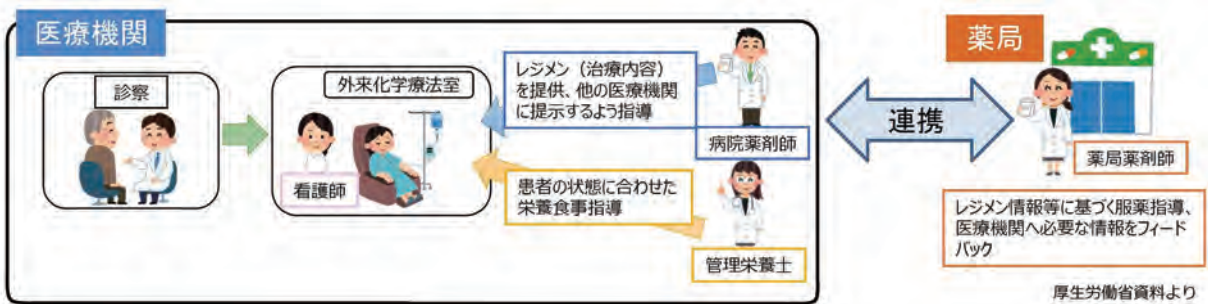 医療機関
診察
外来化学療法室
看護師
レジメン（治療内容）
を提供、他の医療機関
に提示するよう指導
病院薬剤師
患者の状態に合わせた
栄養食事指導
管理栄養士
連携
薬局
薬局薬剤師
レジメン情報等に基づく服薬指導、
医療機関へ必要な情報をフィード
バック
厚生労働省資料より